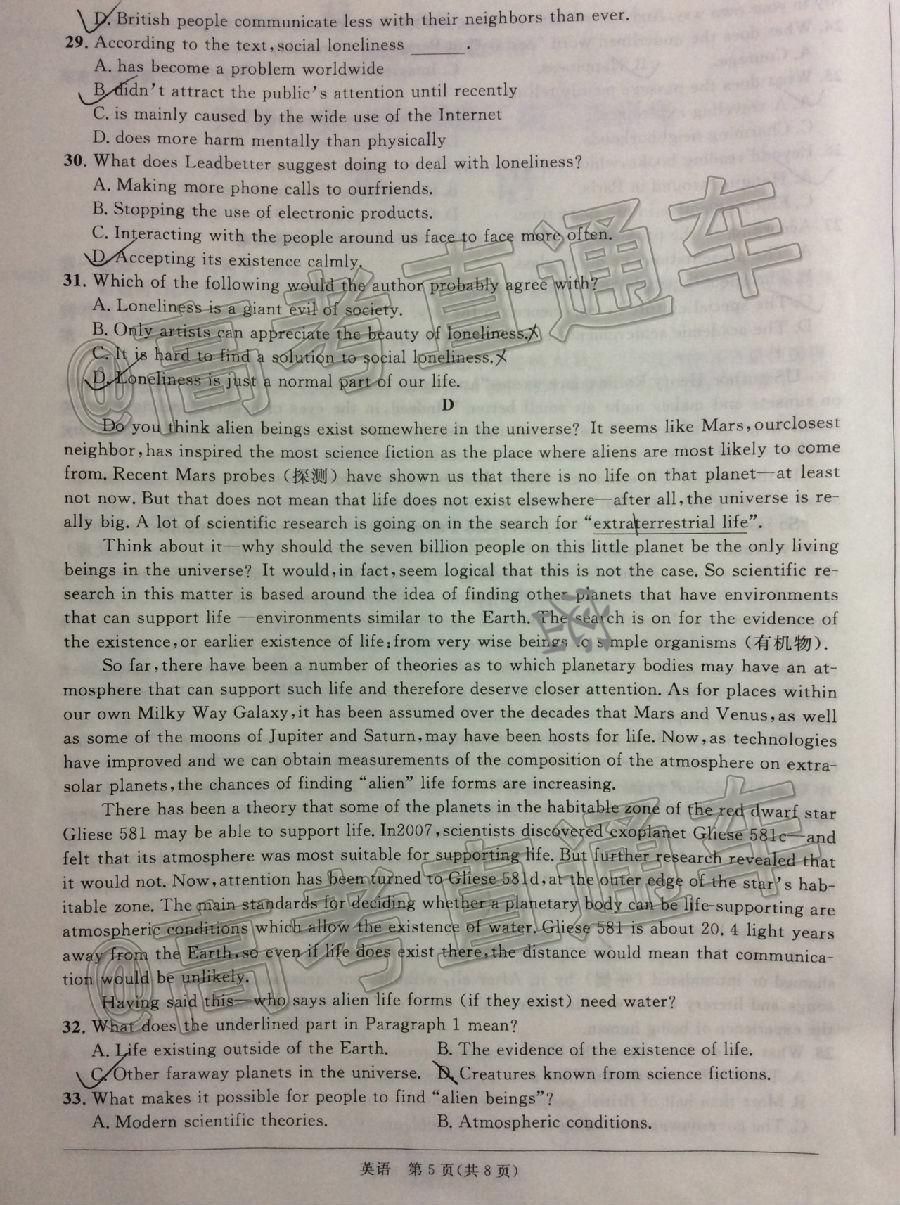 D. British people communicate less with their neighbors than ever.
29. According to the text, social loneliness ______.
A. has become a problem worldwide
B. didn't attract the public's attention until recently
C. is mainly caused by the wide use of the Internet
D. does more harm mentally than physically
30. What does Leadbetter suggest doing to deal with loneliness?
A. Making more phone calls to ourfriends.
B. Stopping the use of electronic products.
C. Interacting with the people around us face to face more often.
D. Accepting its existence calmly.
31. Which of the following would the author probably agree with?
A. Loneliness is a giant evil of society.
B. Only artists can appreciate the beauty of loneliness.
C. It is hard to find a solution to social loneliness.
D. Loneliness is just a normal part of our life.
@高考直通车
D
Do you think alien beings exist somewhere in the universe? It seems like Mars, ourclosest
neighbor, has inspired the most science fiction as the place where aliens are most likely to come
from. Recent Mars probes (探测) have shown us that there is no life on that planet—at least
not now. But that does not mean that life does not exist elsewhere—after all, the universe is re-
ally big. A lot of scientific research is going on in the search for "extraterrestrial life".
Think about it—why should the seven billion people on this little planet be the only living
beings in the universe? It would, in fact, seem logical that this is not the case. So scientific re-
search in this matter is based around the idea of finding other planets that have environments
that can support life —environments similar to the Earth. The search is on for the evidence of
the existence, or earlier existence of life; from very wise beings to simple organisms (有机物).
So far, there have been a number of theories as to which planetary bodies may have an at-
mosphere that can support such life and therefore deserve closer attention. As for places within
our own Milky Way Galaxy, it has been assumed over the decades that Mars and Venus, as well
as some of the moons of Jupiter and Saturn, may have been hosts for life. Now, as technologies
have improved and we can obtain measurements of the composition of the atmosphere on extra-
solar planets, the chances of finding "alien" life forms are increasing.
There has been a theory that some of the planets in the habitable zone of the red dwarf star
Gliese 581 may be able to support life. In2007, scientists discovered exoplanet Gliese 581c—and
felt that its atmosphere was most suitable for supporting life. But further research revealed that
it would not. Now, attention has been turned to Gliese 581d, at the outer edge of the star's hab-
itable zone. The main standards for deciding whether a planetary body can be life-supporting are
atmospheric conditions which allow the existence of water. Gliese 581 is about 20.4 light years
away from the Earth, so even if life does exist there, the distance would mean that communica-
tion would be unlikely.
@高考直通车
Having said this—who says alien life forms (if they exist) need water?
32. What does the underlined part in Paragraph 1 mean?
A. Life existing outside of the Earth. B. The evidence of the existence of life.
C. Other faraway planets in the universe. D. Creatures known from science fictions.
33. What makes it possible for people to find "alien beings"?
A. Modern scientific theories. B. Atmospheric conditions.
英语 第 5 页(共 8 页)